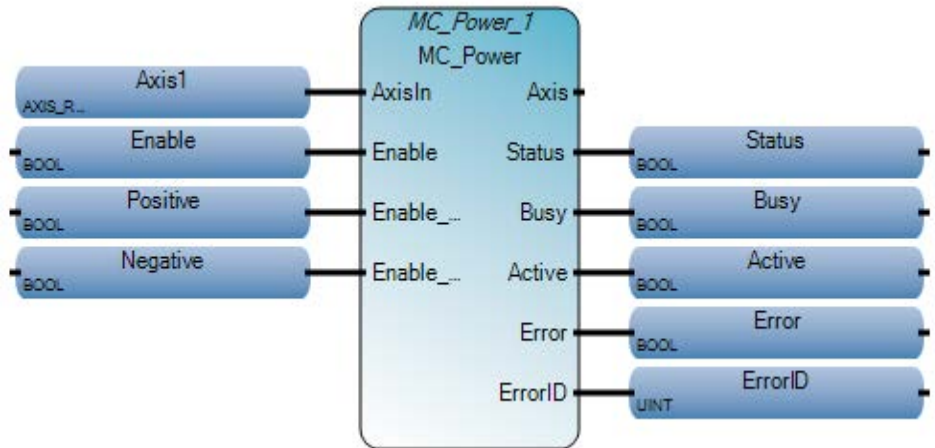 MC_Power_1
MC_Power
Axis1
AXIS_R...
AxisIn
Axis
Enable
BOOL
Enable
Status
Status
BOOL
Positive
BOOL
Enable_...
Busy
Busy
BOOL
Negative
BOOL
Enable_...
Active
Active
BOOL
Error
Error
BOOL
ErrorID
ErrorID
UINT